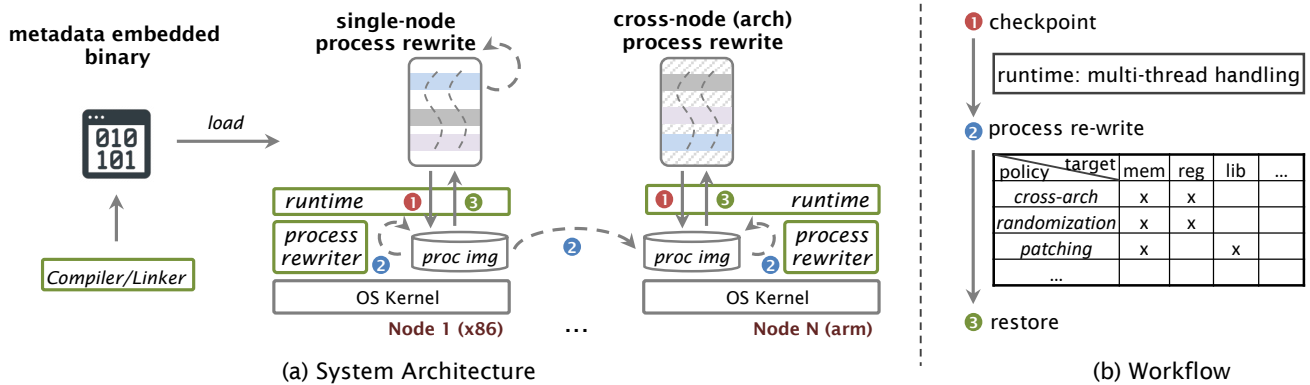 metadata embedded
binary
010
101
load
Compiler/Linker
single-node
process rewrite
cross-node (arch)
process rewrite
runtime
1
3
process
rewriter
2
proc img
2
OS Kernel
Node 1 (x86)
...
1
3
runtime
proc img
2
process
rewriter
OS Kernel
Node N (arm)
(a) System Architecture
1 checkpoint
runtime: multi-thread handling
2 process re-write
policy target mem reg lib ...
cross-arch x x
randomization x x
patching x x
...
3 restore
(b) Workflow